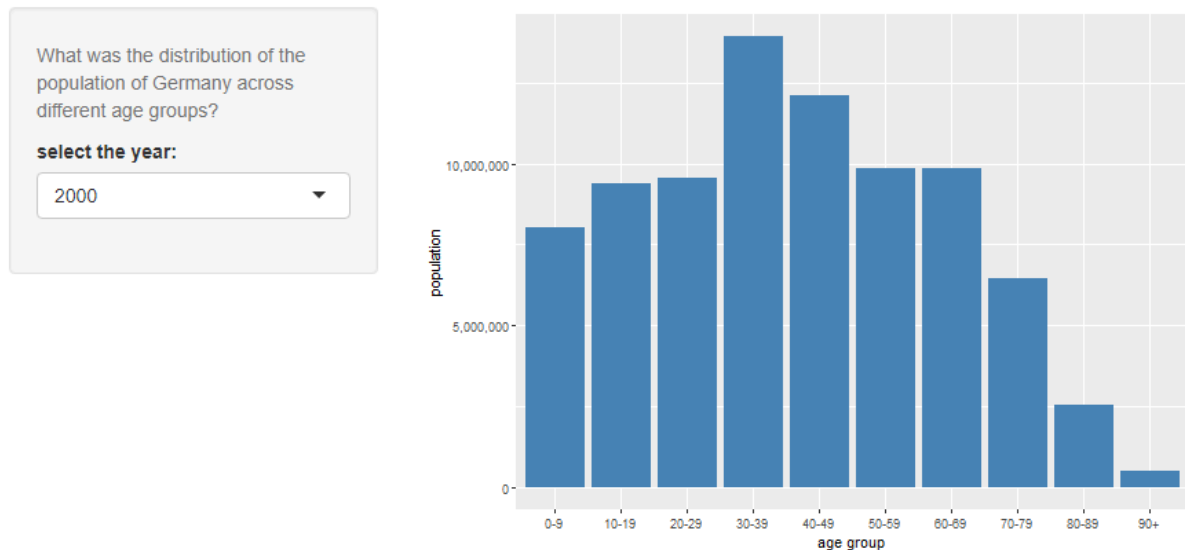 What was the distribution of the
population of Germany across
different age groups?
select the year:
2000
population
10,000,000
5,000,000
0
0-9 10-19 20-29 30-39 40-49 50-59 60-69 70-79 80-89 90+
age group